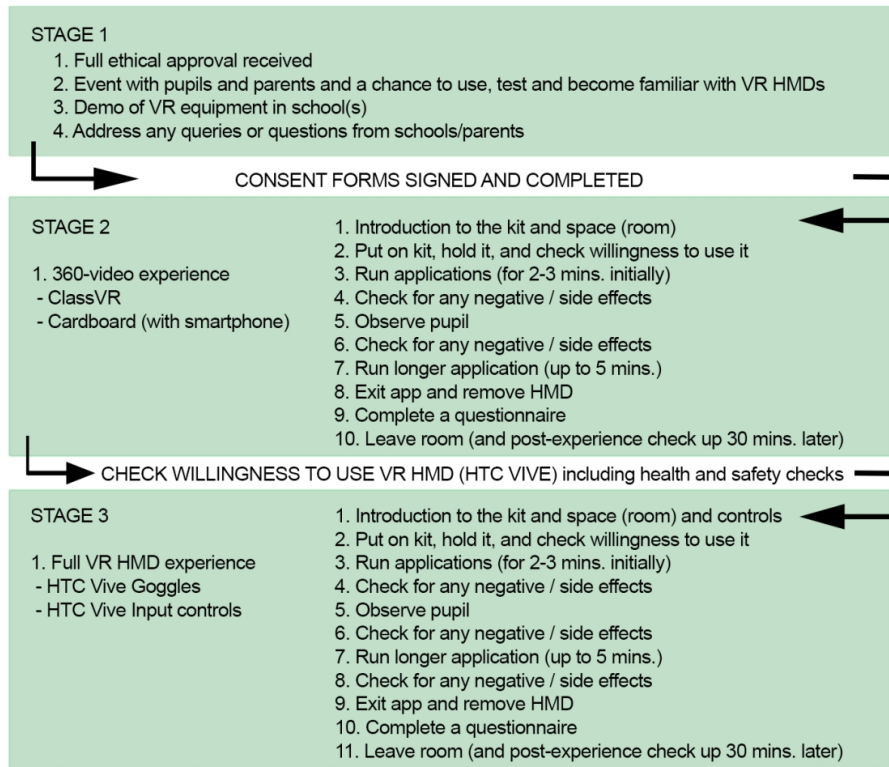 STAGE 1
1. Full ethical approval received
2. Event with pupils and parents and a chance to use, test and become familiar with VR HMDs
3. Demo of VR equipment in school(s)
4. Address any queries or questions from schools/parents
CONSENT FORMS SIGNED AND COMPLETED
STAGE 2
1. 360-video experience
- ClassVR
- Cardboard (with smartphone)
1. Introduction to the kit and space (room)
2. Put on kit, hold it, and check willingness to use it
3. Run applications (for 2-3 mins. initially)
4. Check for any negative / side effects
5. Observe pupil
6. Check for any negative / side effects
7. Run longer application (up to 5 mins.)
8. Exit app and remove HMD
9. Complete a questionnaire
10. Leave room (and post-experience check up 30 mins. later)
CHECK WILLINGNESS TO USE VR HMD (HTC VIVE) including health and safety checks
STAGE 3
1. Full VR HMD experience
- HTC Vive Goggles
- HTC Vive Input controls
1. Introduction to the kit and space (room) and controls
2. Put on kit, hold it, and check willingness to use it
3. Run applications (for 2-3 mins. initially)
4. Check for any negative / side effects
5. Observe pupil
6. Check for any negative / side effects
7. Run longer application (up to 5 mins.)
8. Check for any negative / side effects
9. Exit app and remove HMD
10. Complete a questionnaire
11. Leave room (and post-experience check up 30 mins. later)